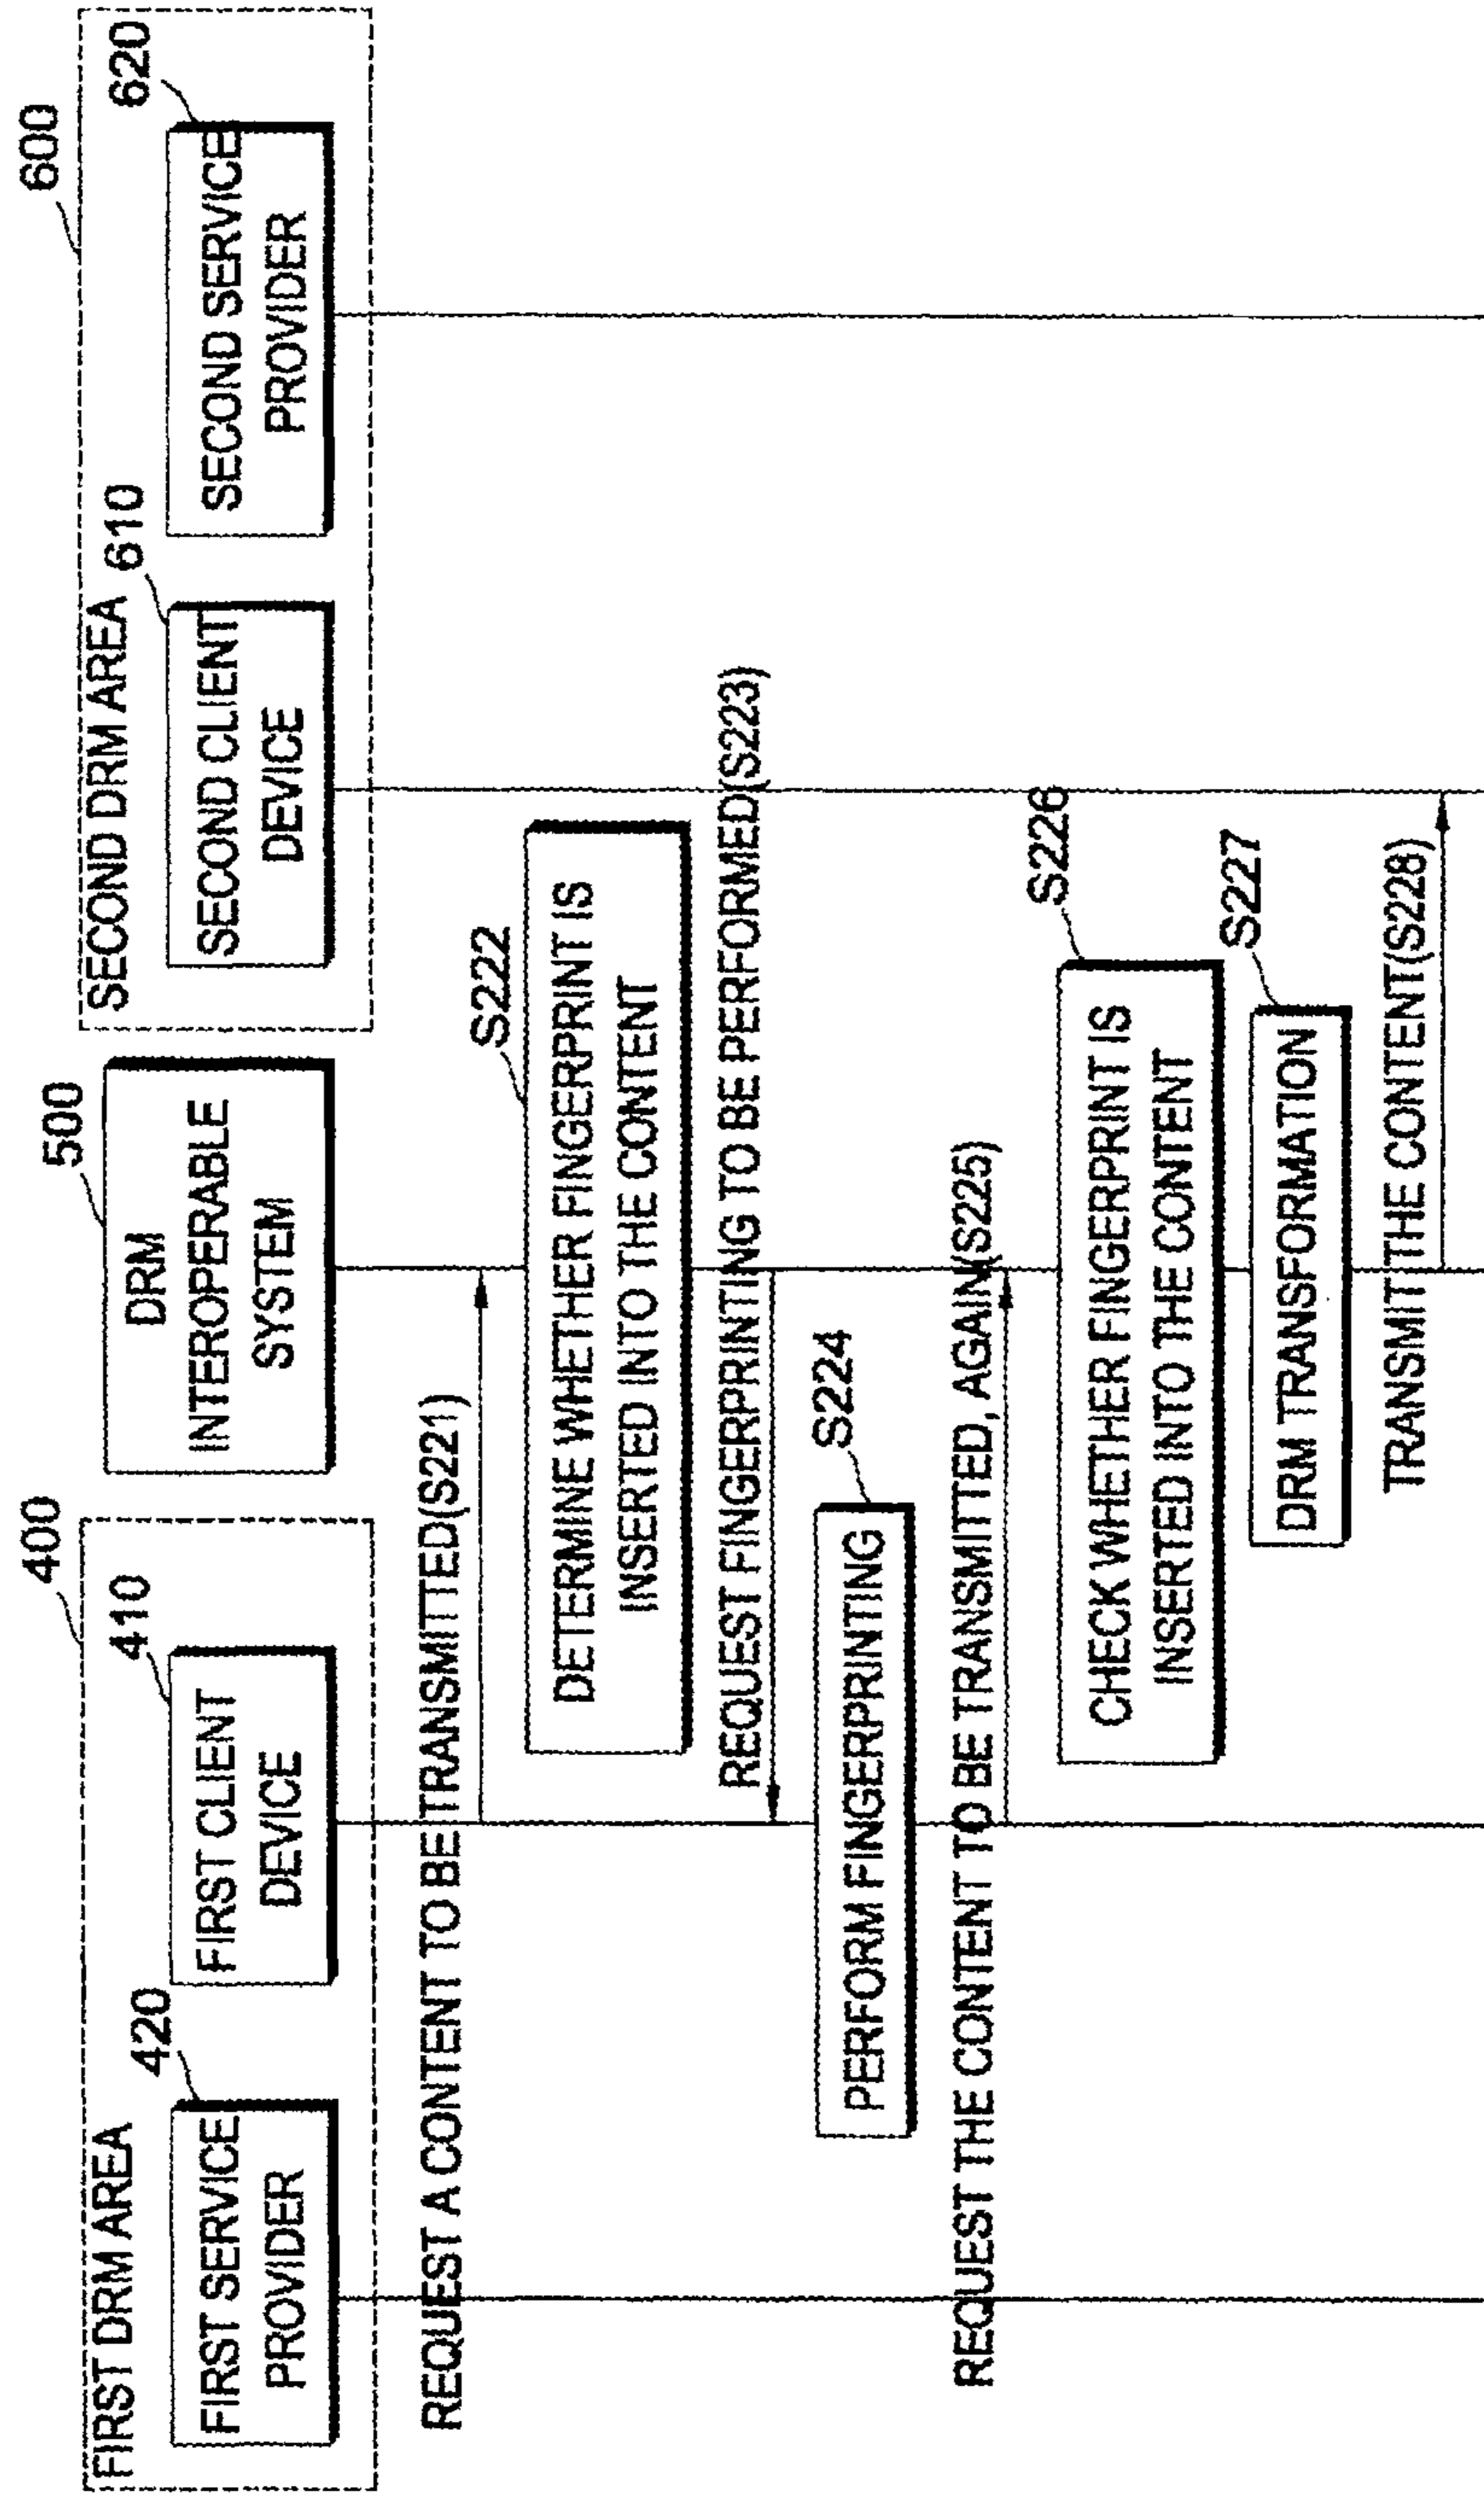 400
500
600
FIRST DRM AREA
SECOND DRM AREA
420
410
610
620
FIRST SERVICE
PROVIDER
FIRST CLIENT
DEVICE
DRM
INTEROPERABLE
SYSTEM
SECOND CLIENT
DEVICE
SECOND SERVICE
PROVIDER
REQUEST A CONTENT TO BE TRANSMITTED(S221)
S222
DETERMINE WHETHER FINGERPRINT IS
INSERTED INTO THE CONTENT
REQUEST FINGERPRINTING TO BE PERFORMED(S223)
S224
PERFORM FINGERPRINTING
REQUEST THE CONTENT TO BE TRANSMITTED, AGAIN(S225)
S226
CHECK WHETHER FINGERPRINT IS
INSERTED INTO THE CONTENT
S227
DRM TRANSFORMATION
TRANSMIT THE CONTENT(S228)